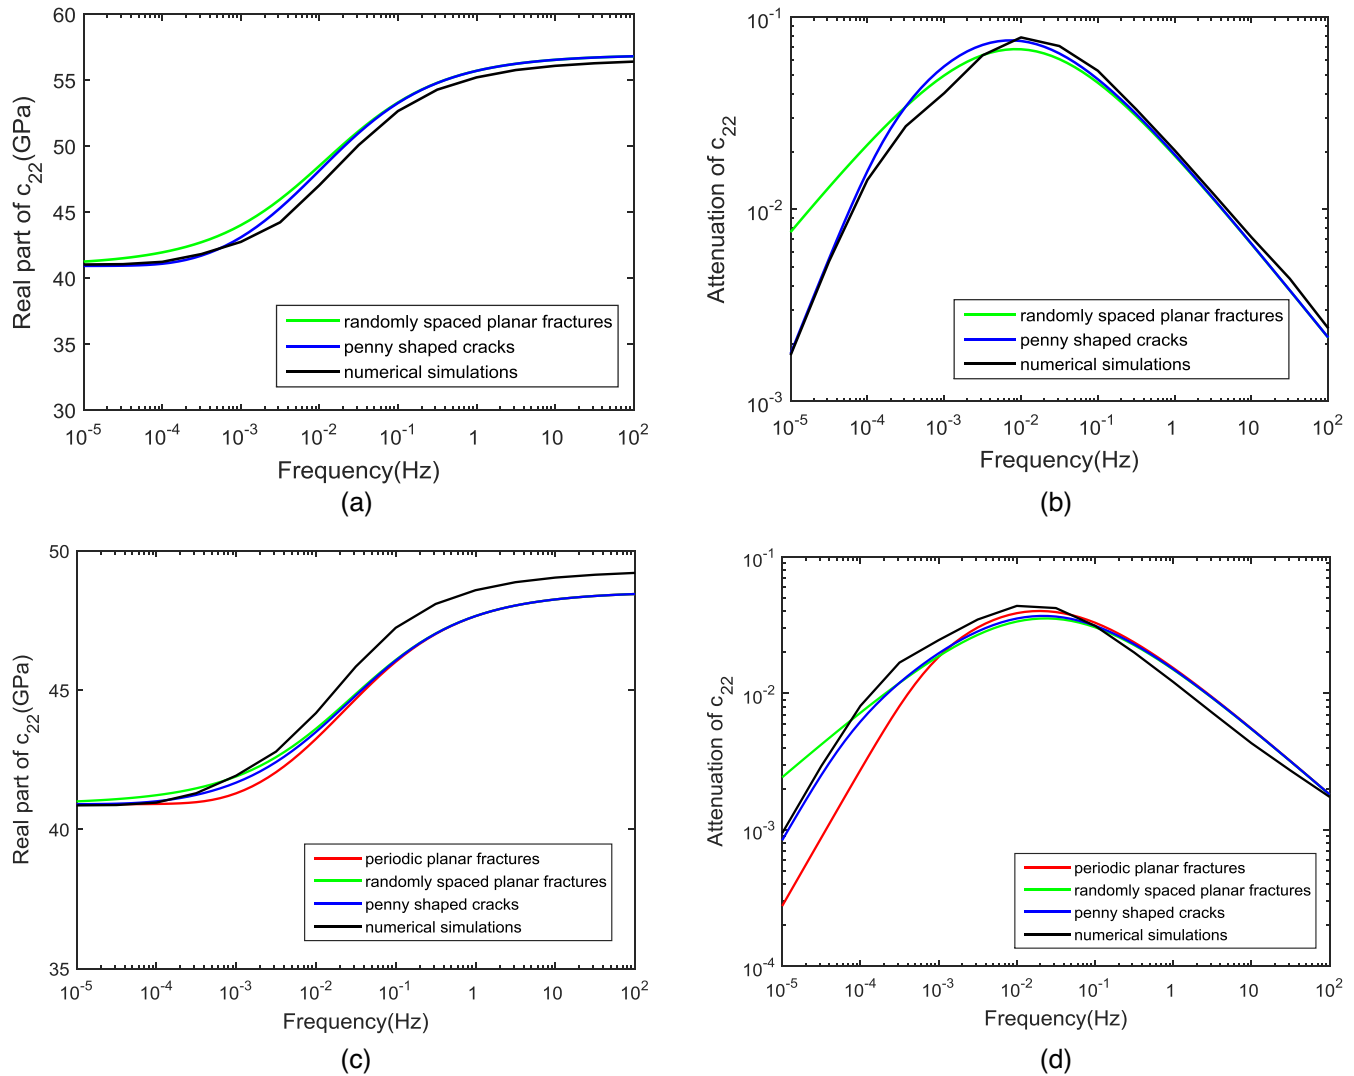 Real part of c22(GPa)
60
55
50
45
40
35
30
randomly spaced planar fractures
penny shaped cracks
numerical simulations
10-5 10-4 10-3 10-2 10-1 1 10 102
Frequency(Hz)
(a)
Attenuation of c22
10-1
10-2
10-3
randomly spaced planar fractures
penny shaped cracks
numerical simulations
10-5 10-4 10-3 10-2 10-1 1 10 102
Frequency(Hz)
(b)
Real part of c22(GPa)
50
45
40
35
periodic planar fractures
randomly spaced planar fractures
penny shaped cracks
numerical simulations
10-5 10-4 10-3 10-2 10-1 1 10 102
Frequency(Hz)
(c)
Attenuation of c22
10-1
10-2
10-3
10-4
periodic planar fractures
randomly spaced planar fractures
penny shaped cracks
numerical simulations
10-5 10-4 10-3 10-2 10-1 1 10 102
Frequency(Hz)
(d)